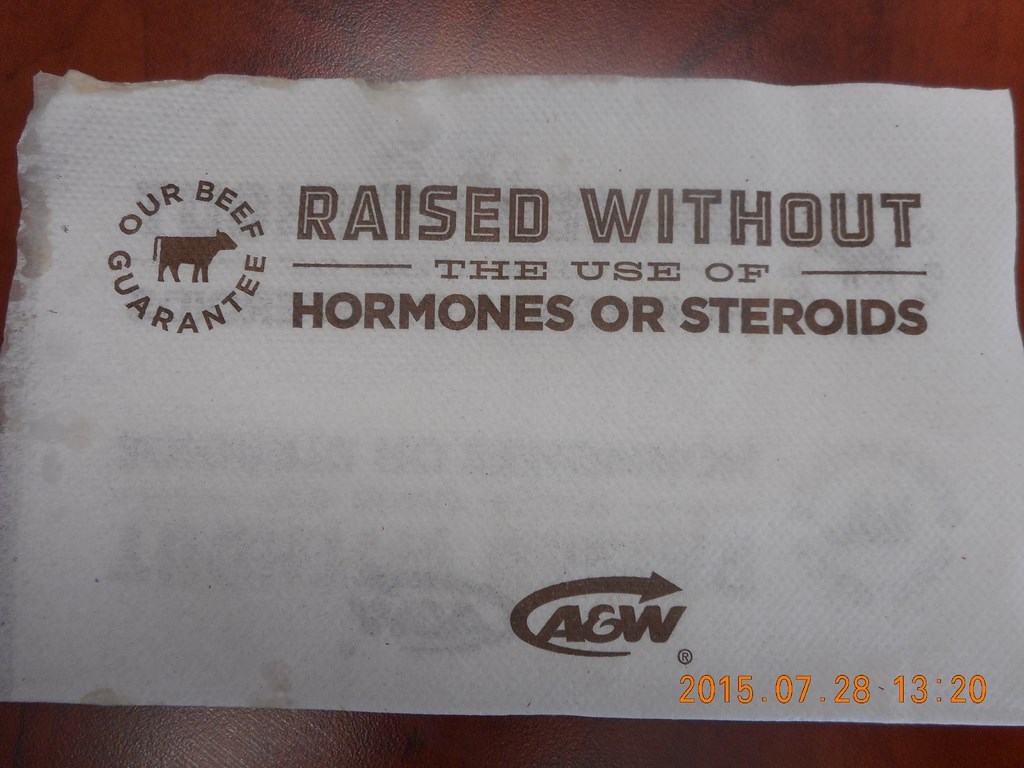 OUR BEEF
GUARANTEE
RAISED WITHOUT
THE USE OF
HORMONES OR STEROIDS
A&W
®
2015.07.28 13:20